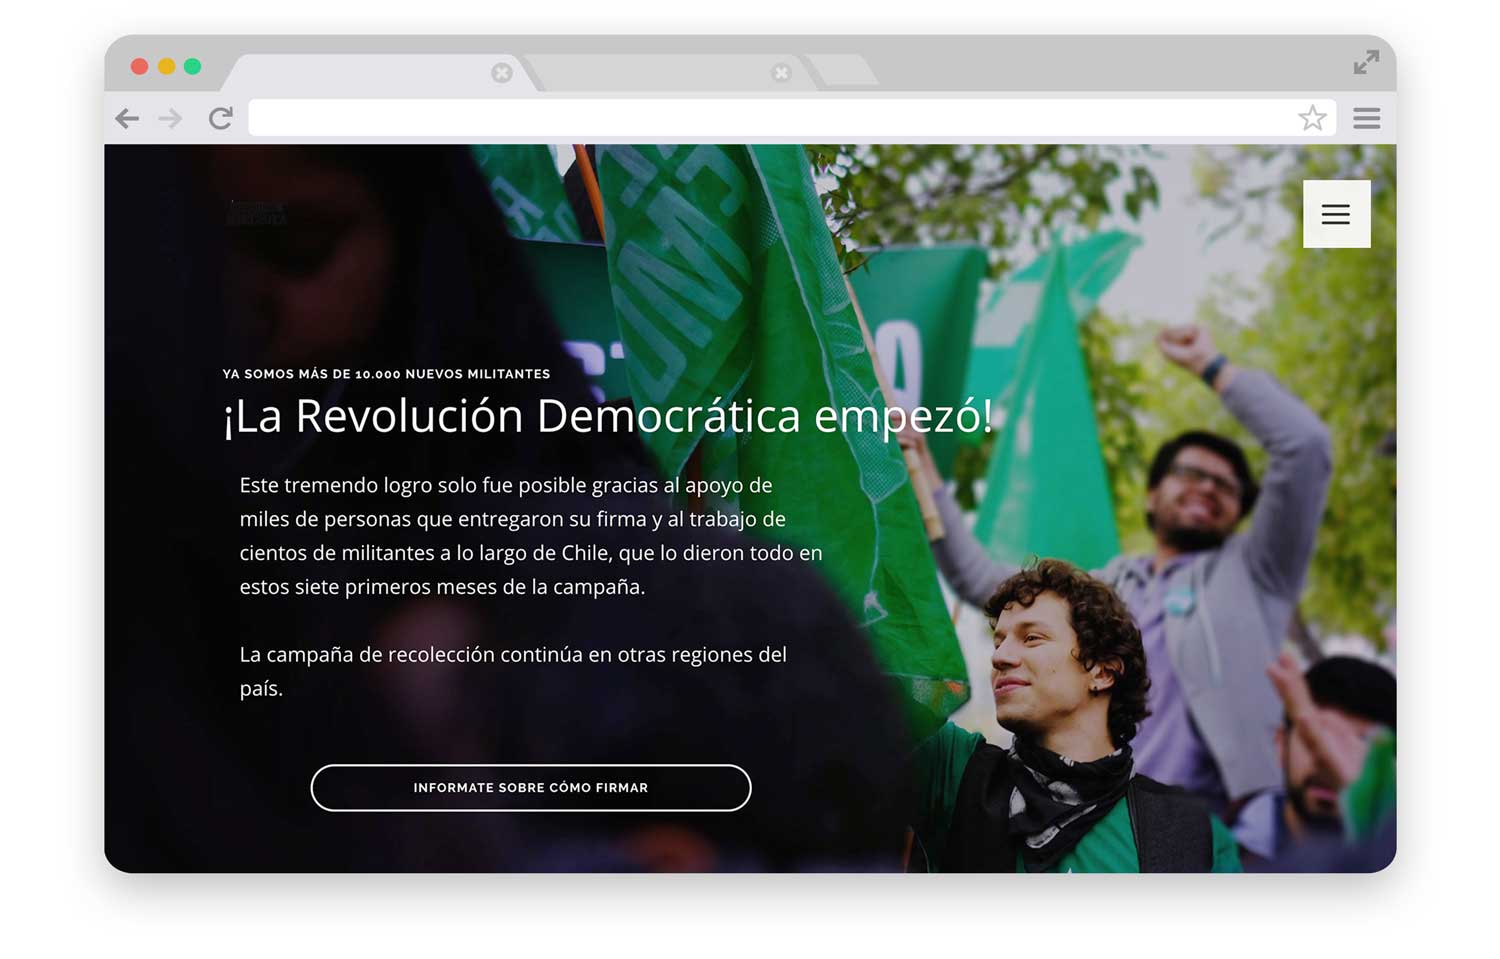 YA SOMOS MÁS DE 10.000 NUEVOS MILITANTES
¡La Revolución Democrática empezó!
Este tremendo logro solo fue posible gracias al apoyo de
miles de personas que entregaron su firma y al trabajo de
cientos de militantes a lo largo de Chile, que lo dieron todo en
estos siete primeros meses de la campaña.
La campaña de recolección continúa en otras regiones del
país.
INFORMATE SOBRE CÓMO FIRMAR